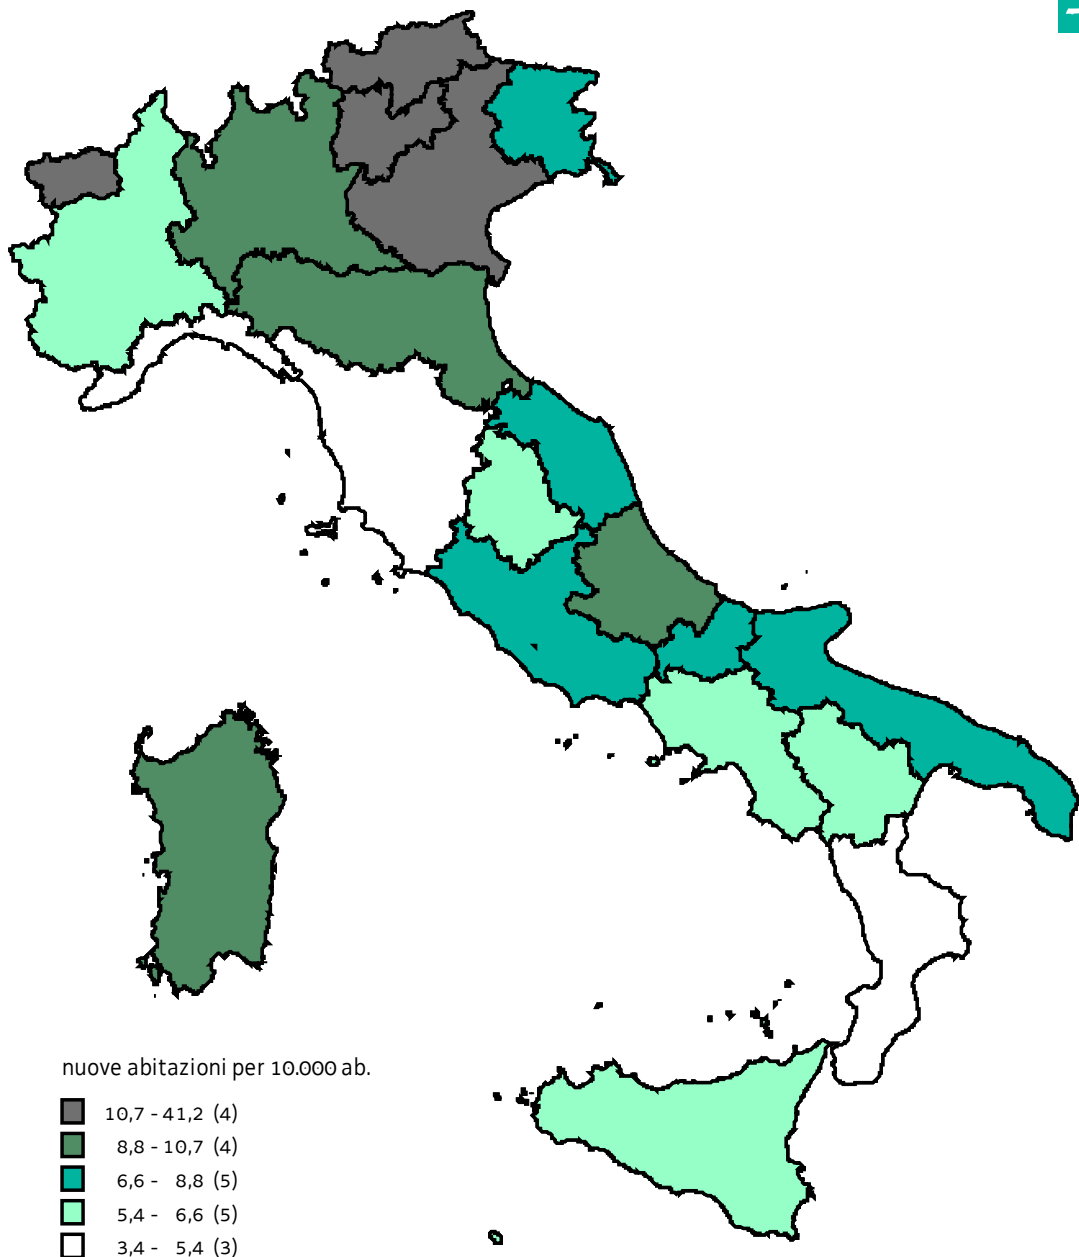 nuove abitazioni per 10.000 ab.
10,7 - 41,2 (4)
8,8 - 10,7 (4)
6,6 - 8,8 (5)
5,4 - 6,6 (5)
3,4 - 5,4 (3)